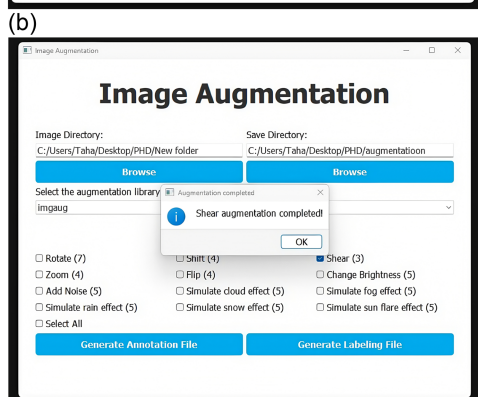 (b)
Image Augmentation
Image Augmentation
Image Directory: Save Directory:
C:/Users/Taha/Desktop/PHD/New folder C:/Users/Taha/Desktop/PHD/augmentatioon
Browse Browse
Select the augmentation library
imgaug
Augmentation completed
Shear augmentation completed!
OK
Rotate (7) Shift (4) Shear (3)
Zoom (4) Flip (4) Change Brightness (5)
Add Noise (5) Simulate cloud effect (5) Simulate fog effect (5)
Simulate rain effect (5) Simulate snow effect (5) Simulate sun flare effect (5)
Select All
Generate Annotation File Generate Labeling File